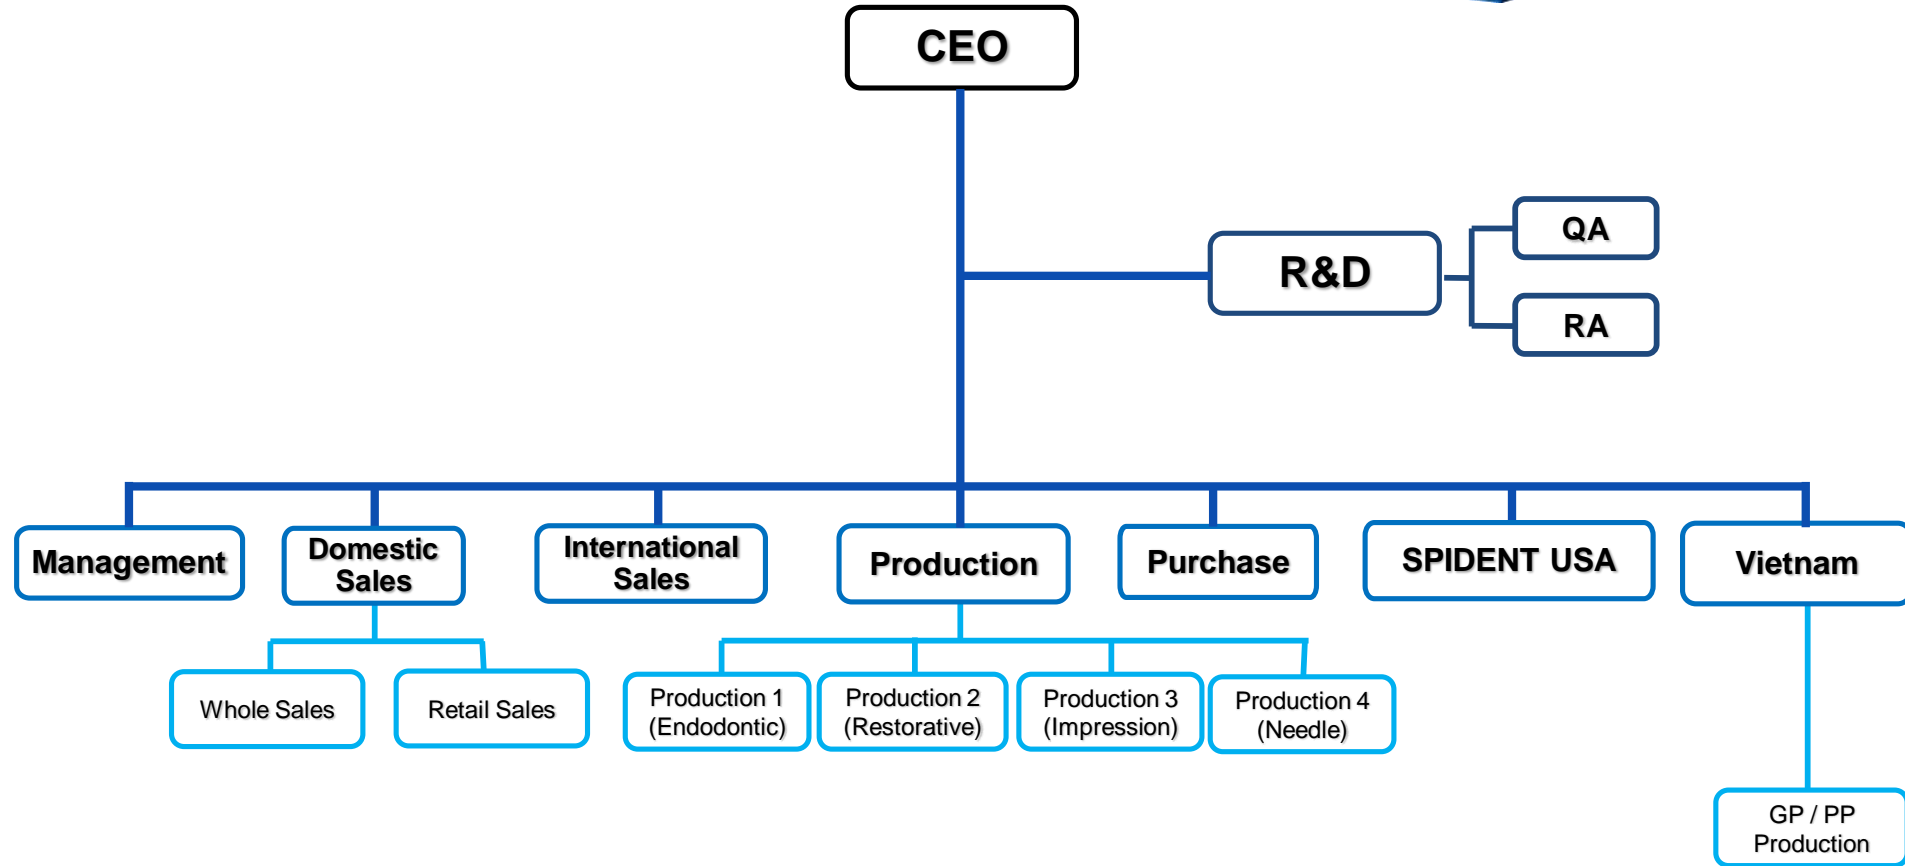 CEO
R&D
QA
RA
Management
Domestic
Sales
International
Sales
Production
Purchase
SPIDENT USA
Vietnam
Whole Sales
Retail Sales
Production 1
(Endodontic)
Production 2
(Restorative)
Production 3
(Impression)
Production 4
(Needle)
GP / PP
Production